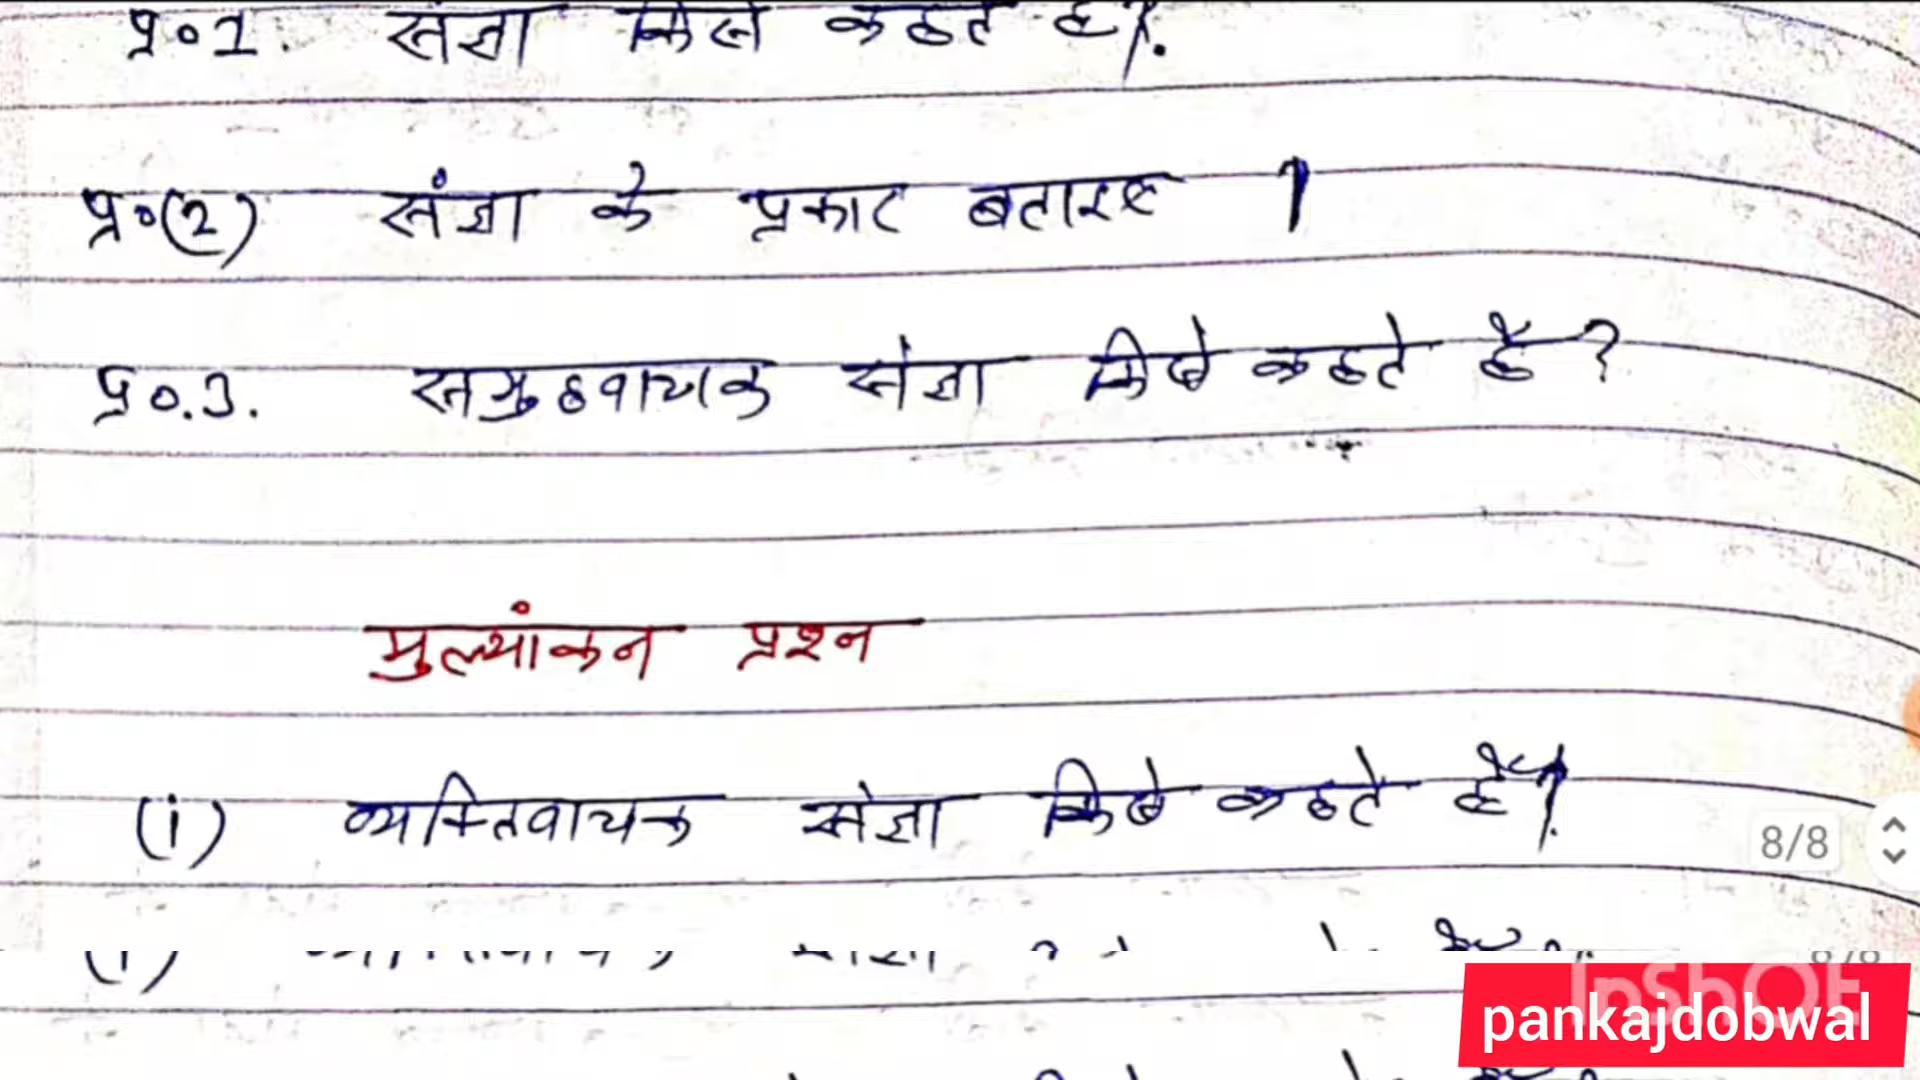 प्र०1. संज्ञा किसे कहते हैं?
प्र०(2) संज्ञा के प्रकार बताइए ।
प्र०.3. समुहवाचक संज्ञा किसे कहते हैं ?
मुल्यांकन प्रश्न
(i) व्यक्तिवाचक संज्ञा किसे कहते हैं?
8/8
InShOt
pankajdobwal